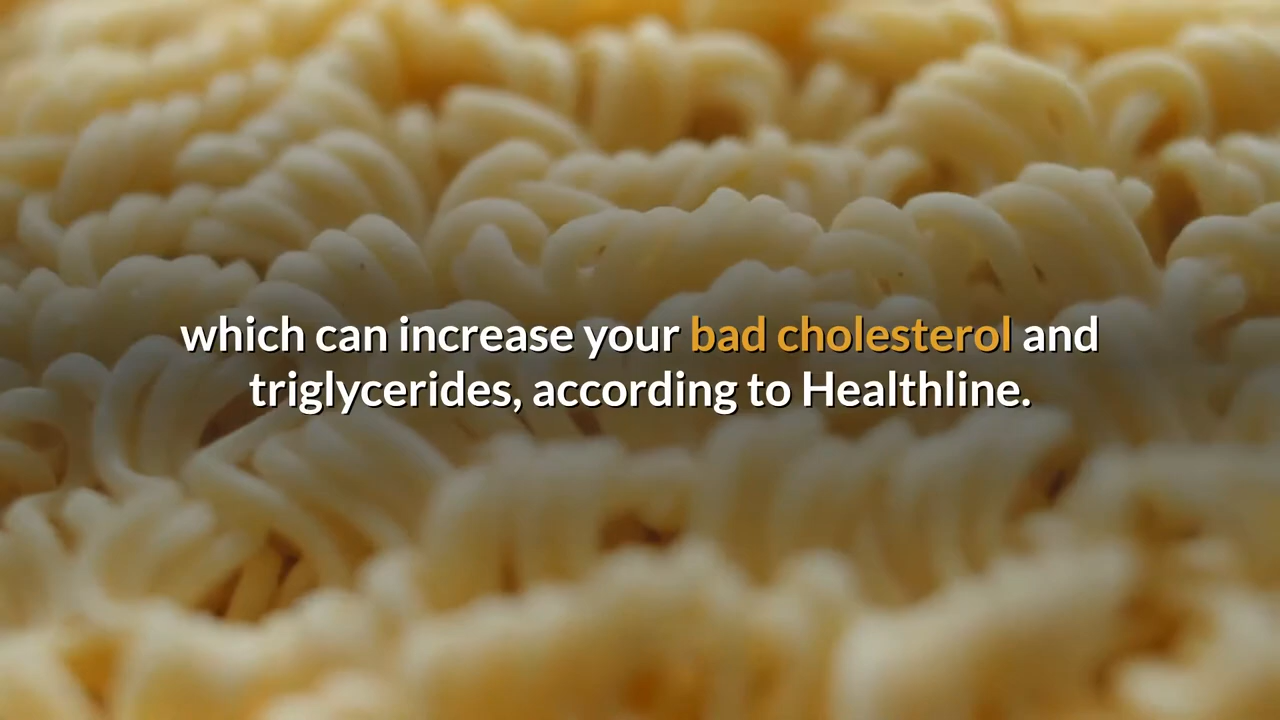 which can increase your bad cholesterol and
triglycerides, according to Healthline.